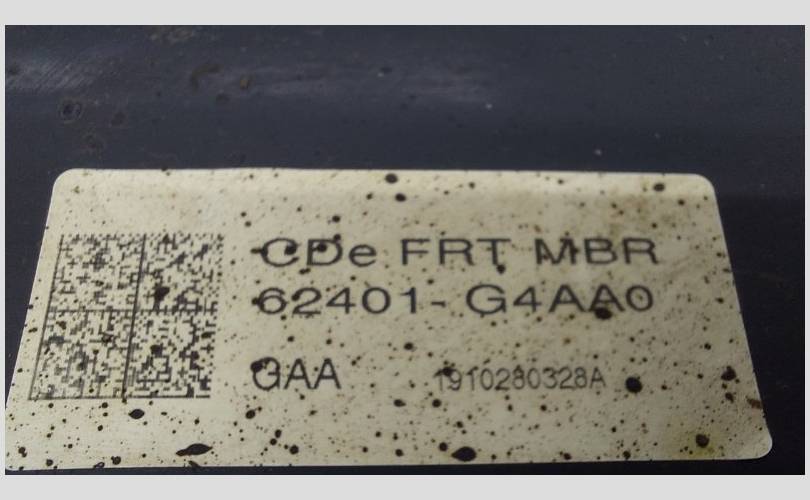 CDe FRT MBR
62401- G4AA0
GAA 1910280328A